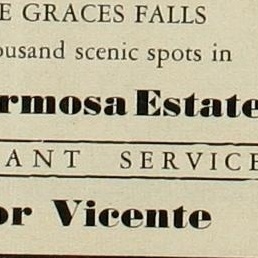 E GRACES FALLS
ousand scenic spots in
rmosa Estate
ANT SERVICE
or Vicente